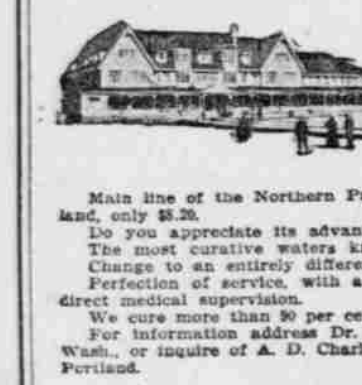 Main line of the Northern P
land, only $8.20.
Do you appreciate its advan
The most curative waters k
Change to an entirely differe
Perfection of service, with a
direct medical supervision.
We cure more than 90 per ce
For information address Dr.
Wash., or inquire of A. D. Charl
Portland.